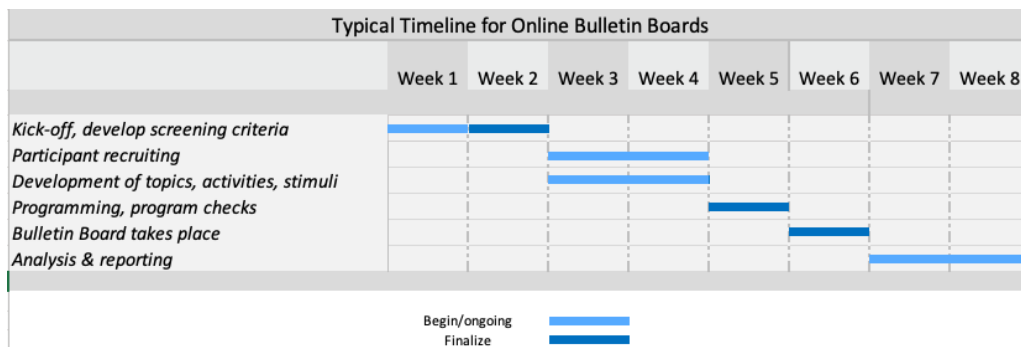 Typical Timeline for Online Bulletin Boards
Week 1 Week 2 Week 3 Week 4 Week 5 Week 6 Week 7 Week 8
Kick-off, develop screening criteria
Participant recruiting
Development of topics, activities, stimuli
Programming, program checks
Bulletin Board takes place
Analysis & reporting
Begin/ongoing
Finalize